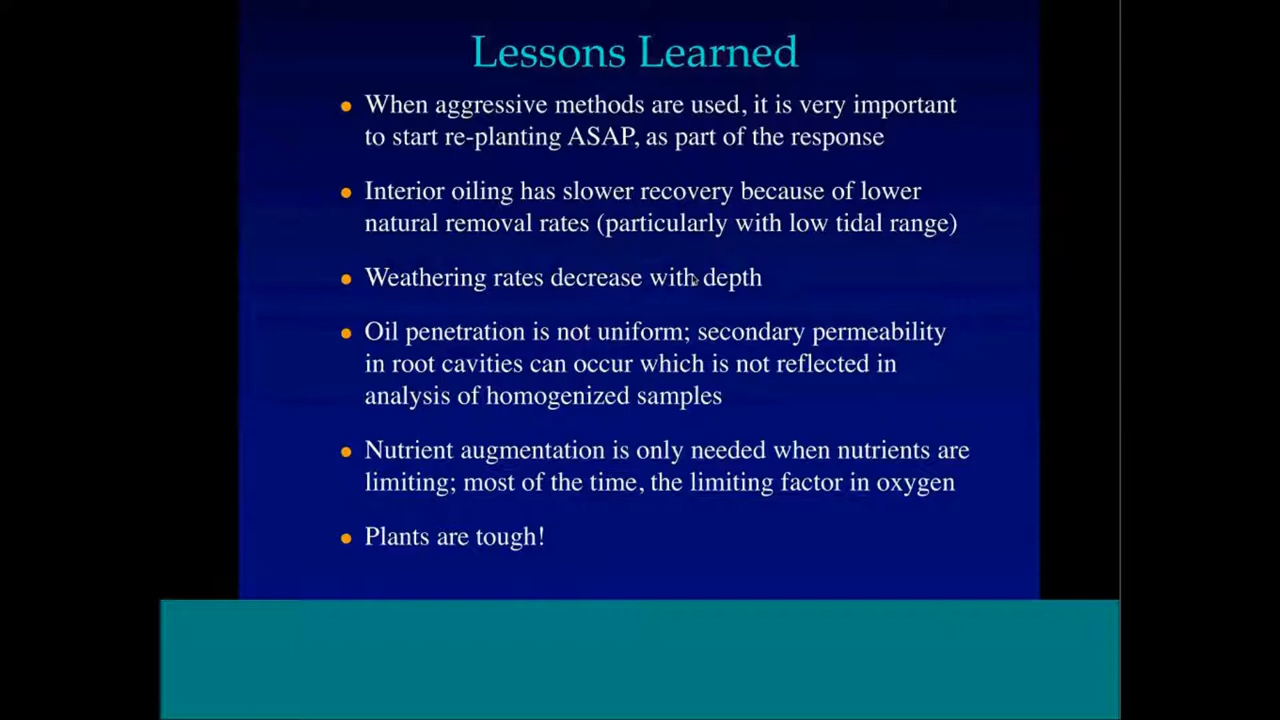 Lessons Learned
When aggressive methods are used, it is very important
to start re-planting ASAP, as part of the response
Interior oiling has slower recovery because of lower
natural removal rates (particularly with low tidal range)
Weathering rates decrease with depth
Oil penetration is not uniform; secondary permeability
in root cavities can occur which is not reflected in
analysis of homogenized samples
Nutrient augmentation is only needed when nutrients are
limiting; most of the time, the limiting factor in oxygen
Plants are tough!